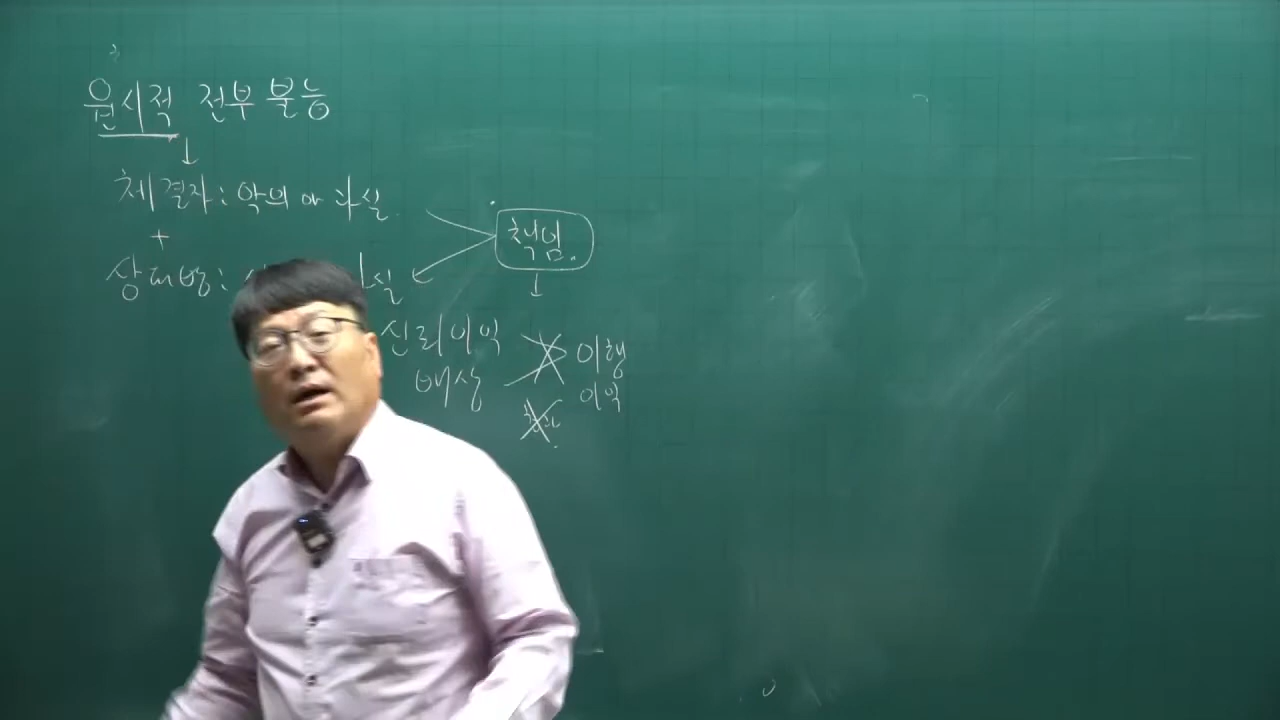 원시적 전부 불능
↓
체결자: 악의 or 과실
+
상대방:
책임.
↓
신뢰이익
배상
이행
이익